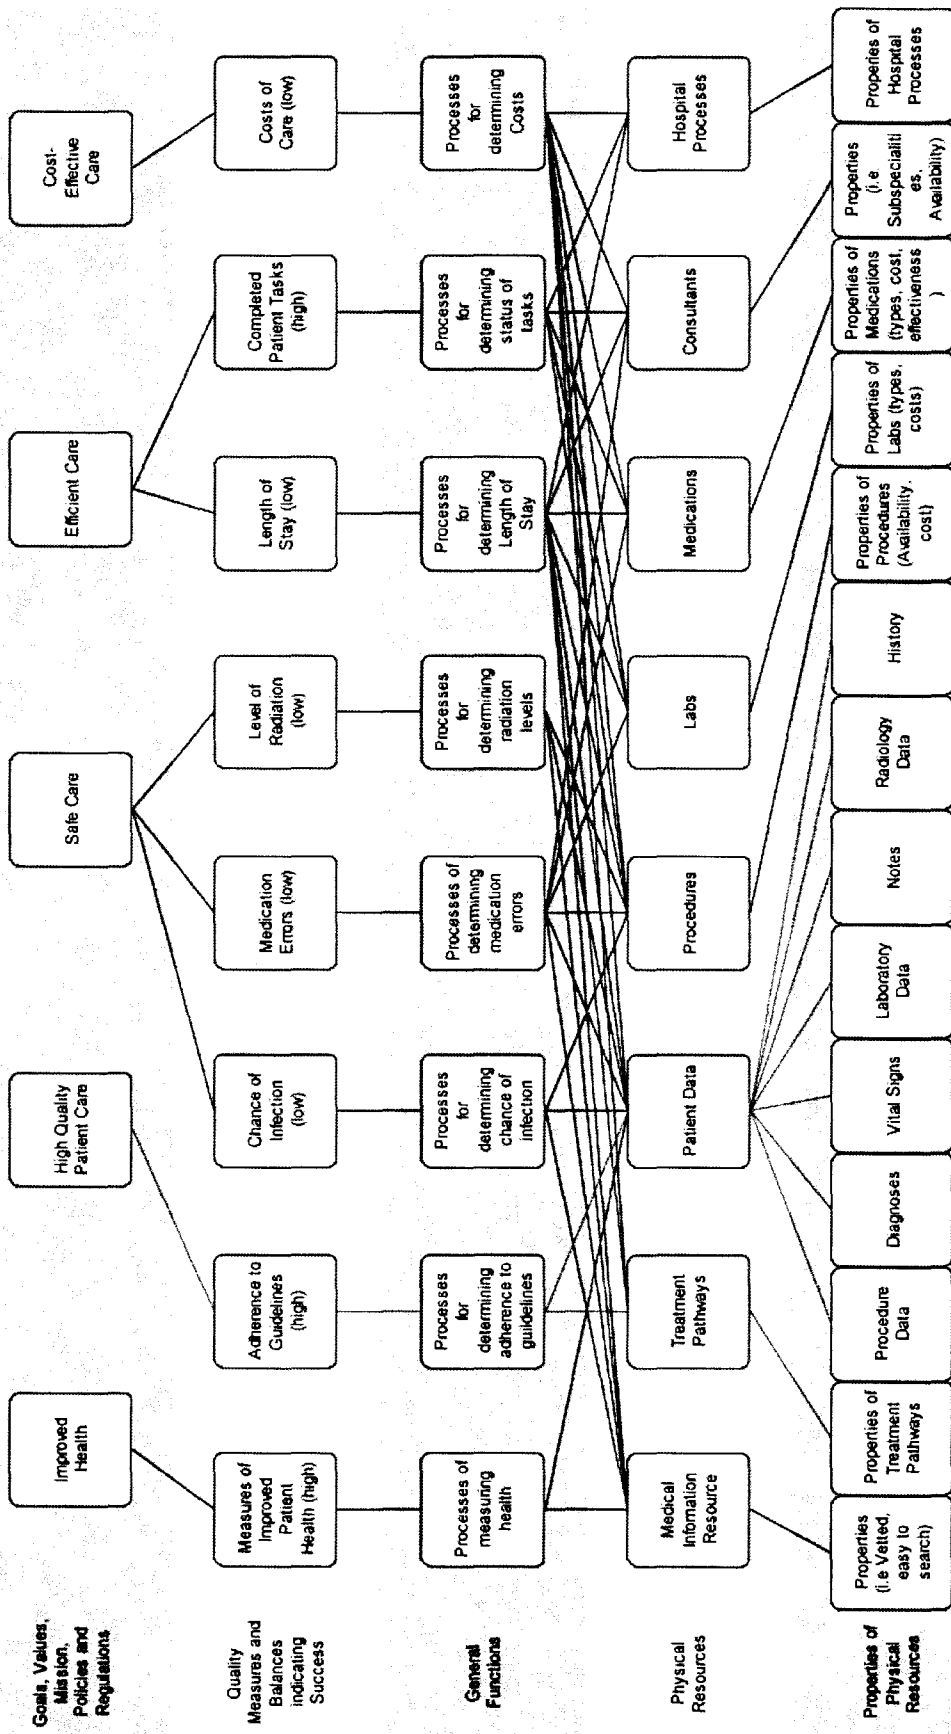 Goals, Values,
Mission,
Policies and
Regulations
Improved
Health
High Quality
Patient Care
Safe Care
Efficient Care
Cost-
Effective
Care
Quality
Measures and
Balances
indicating
Success
Measures of
Improved
Patient
Health (high)
Adherence to
Guidelines
(high)
Chance of
Infection
(low)
Medication
Errors (low)
Level of
Radiation
(low)
Length of
Stay (low)
Completed
Patient Tasks
(high)
Costs of
Care (low)
General
Functions
Processes of
measuring
health
Processes
for
determining
adherence to
guidelines
Processes
for
determining
chance of
infection
Processes of
determining
medication
errors
Processes
for
determining
radiation
levels
Processes
for
determining
Length of
Stay
Processes
for
determining
status of
tasks
Processes
for
determining
Costs
Physical
Resources
Medical
Information
Resource
Treatment
Pathways
Patient Data
Procedures
Labs
Medications
Consultants
Hospital
Processes
Properties of
Physical
Resources
Properties
(i.e Vetted,
easy to
search)
Properties of
Treatment
Pathways
Procedure
Data
Diagnoses
Vital Signs
Laboratory
Data
Notes
Radiology
Data
History
Properties of
Procedures
(Availability,
cost)
Properties of
Labs (types,
costs)
Properties of
Medications
(types, cost,
effectiveness
)
Properties
(i.e
Subspecialiti
es,
Availability)
Properies of
Hospital
Processes